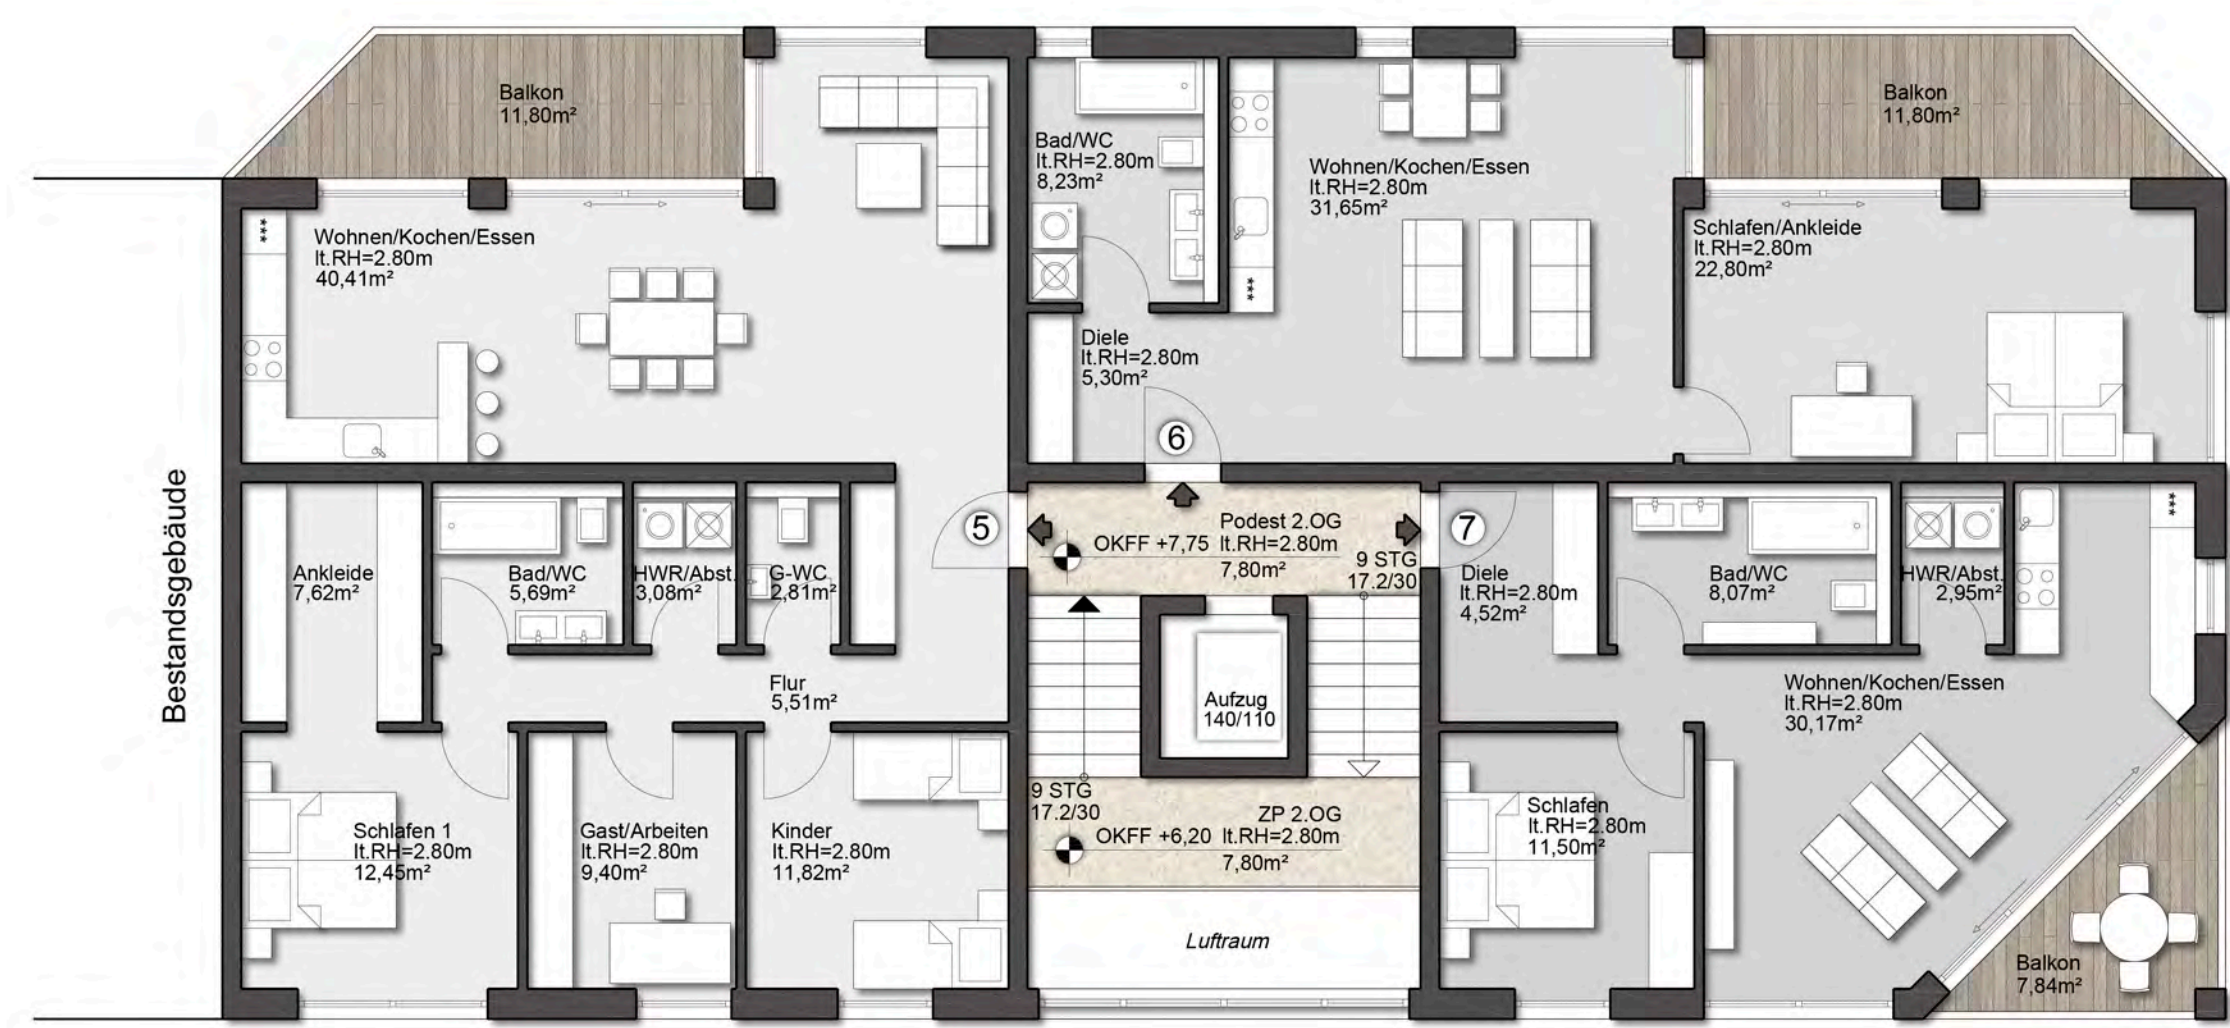 Balkon
11,80m²
Wohnen/Kochen/Essen
lt.RH=2.80m
40,41m²
Bad/WC
lt.RH=2.80m
8,23m²
Wohnen/Kochen/Essen
lt.RH=2.80m
31,65m²
Balkon
11,80m²
Schlafen/Ankleide
lt.RH=2.80m
22,80m²
***
***
Diele
lt.RH=2.80m
5,30m²
6
Bestandsgebäude
Ankleide
7,62m²
Bad/WC
5,69m²
HWR/Abst.
3,08m²
G-WC
2,81m²
5
Podest 2.OG
OKFF +7,75 lt.RH=2.80m
7,80m²
9 STG
17.2/30
7
Diele
lt.RH=2.80m
4,52m²
Bad/WC
8,07m²
HWR/Abst.
2,95m²
***
Flur
5,51m²
Aufzug
140/110
Wohnen/Kochen/Essen
lt.RH=2.80m
30,17m²
Schlafen 1
lt.RH=2.80m
12,45m²
Gast/Arbeiten
lt.RH=2.80m
9,40m²
Kinder
lt.RH=2.80m
11,82m²
9 STG
17.2/30
ZP 2.OG
OKFF +6,20 lt.RH=2.80m
7,80m²
Luftraum
Schlafen
lt.RH=2.80m
11,50m²
Balkon
7,84m²